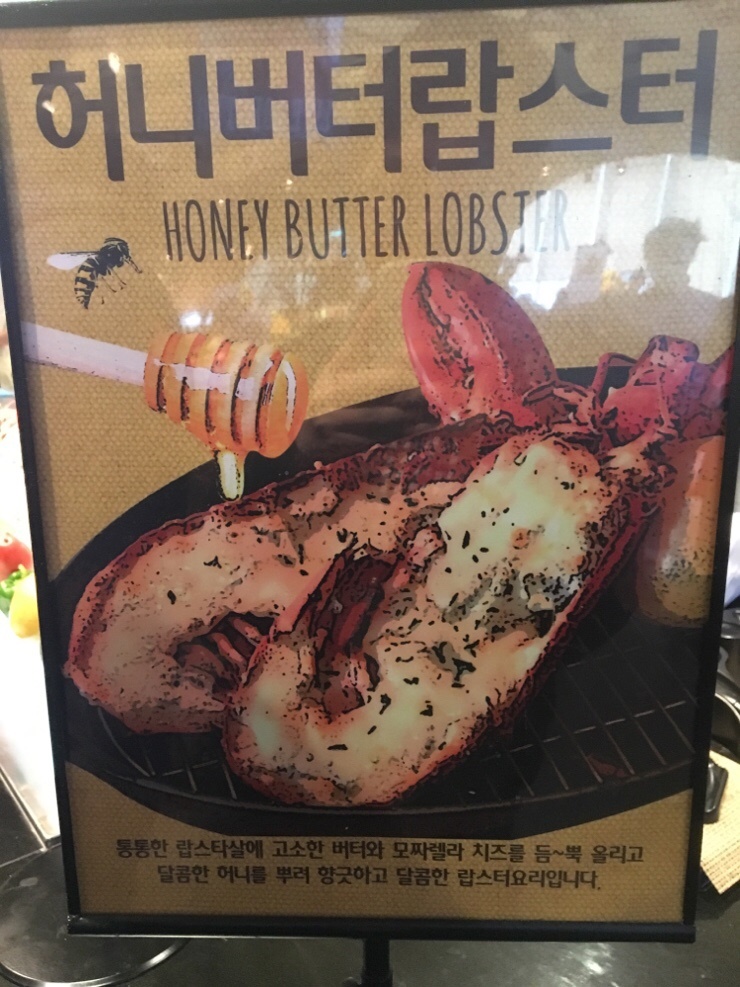 허니버터랍스터
HONEY BUTTER LOBSTER
통통한 랍스타살에 고소한 버터와 모짜렐라 치즈를 듬~뿍 올리고
달콤한 허니를 뿌려 향긋하고 달콤한 랍스터요리입니다.